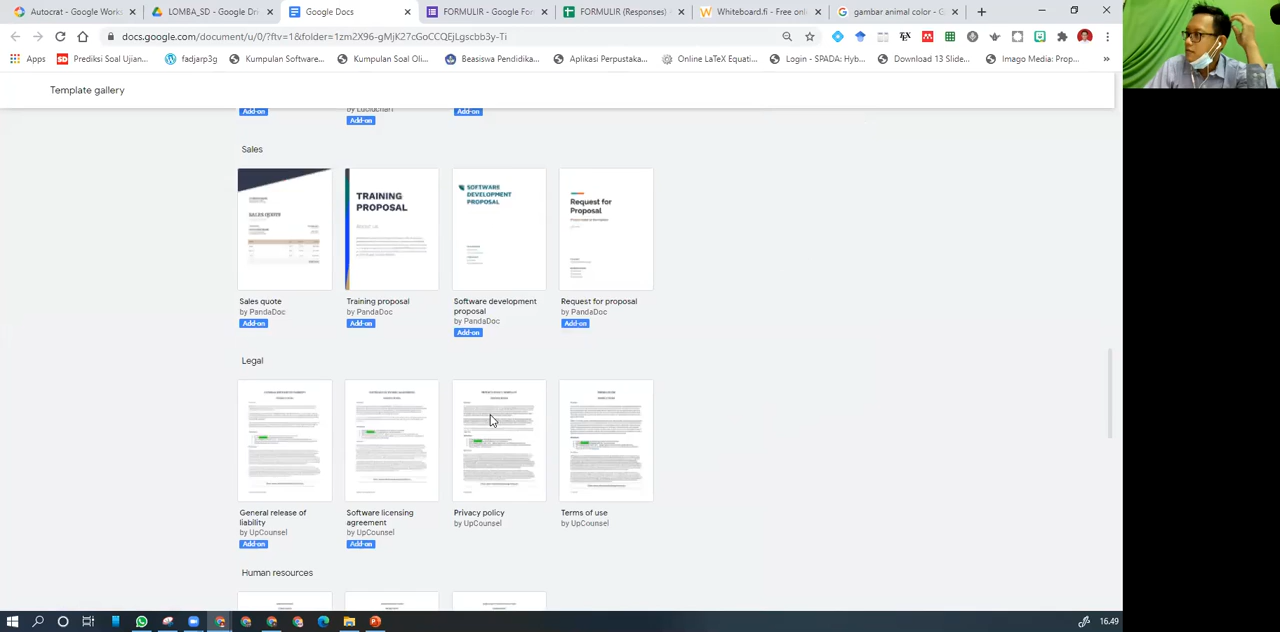 Autocrat - Google Works
LOMBA_SD - Google Dri
Google Docs
FORMULIR - Google For
FORMULIR (Responses)
Whiteboard.fi - Free onl
gambar animal color - G
docs.google.com/document/u/0/?ftv=1&folder=1zm2X96-gMjK27cGoCCQEjLgscbb3y-Ti
Apps
Prediksi Soal Ujian...
fadjarp3g
Kumpulan Software...
Kumpulan Soal Oli...
Beasiswa Pendidika...
Aplikasi Perpustaka...
Online LaTeX Equati...
Login - SPADA: Hyb...
Download 13 Slide...
Imago Media: Prop...
Template gallery
Add-on
Add-on
by Lucidchart
Add-on
Sales
SALES QUOTE
TRAINING
PROPOSAL
SOFTWARE
DEVELOPMENT
PROPOSAL
Request for
Proposal
Sales quote
by PandaDoc
Add-on
Training proposal
by PandaDoc
Add-on
Software development
proposal
by PandaDoc
Add-on
Request for proposal
by PandaDoc
Add-on
Legal
General release of
liability
by UpCounsel
Add-on
Software licensing
agreement
by UpCounsel
Add-on
Privacy policy
by UpCounsel
Terms of use
by UpCounsel
Human resources
16.49